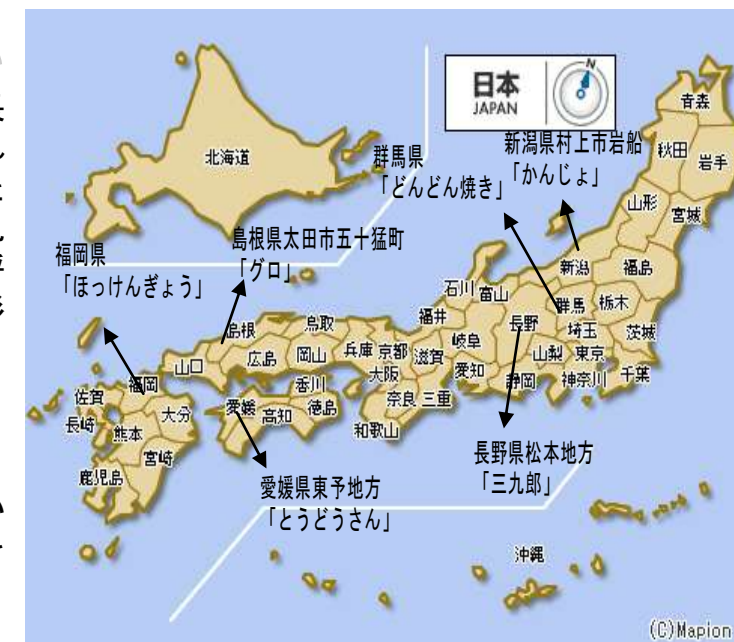 日本
JAPAN
N
青森
秋田
岩手
北海道
群馬県
「どんどん焼き」
新潟県村上市岩船
「かんじょ」
山形
宮城
島根県太田市五十猛町
「グロ」
福岡県
「ほっけんぎょう」
新潟
福島
石川
富山
福井
群馬
栃木
長野
埼玉
茨城
島根
鳥取
岐阜
山梨
東京
山口
広島
岡山
兵庫
京都
滋賀
愛知
静岡
神奈川
千葉
大阪
福岡
佐賀
大分
香川
愛媛
高知
徳島
奈良
三重
長崎
熊本
和歌山
宮崎
鹿児島
長野県松本地方
「三九郎」
愛媛県東予地方
「とうどうさん」
沖縄
(C)Mapion